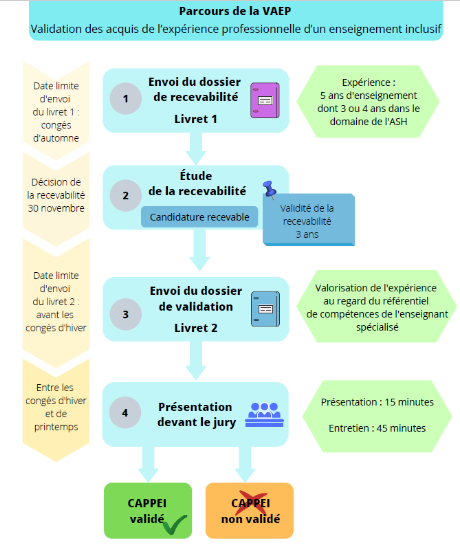 Parcours de la VAEP
Validation des acquis de l'expérience professionnelle d'un enseignement inclusif
Date limite
d'envoi
du livret 1 :
congés
d'automne
1
Envoi du dossier
de recevabilité
Livret 1
Expérience :
5 ans d'enseignement
dont 3 ou 4 ans dans le
domaine de l'ASH
Décision de
la recevabilité
30 novembre
2
Étude
de la recevabilité
Candidature recevable
Validité de la
recevabilité
3 ans
Date limite
d'envoi
du livret 2 :
avant les
congés d'hiver
3
Envoi du dossier
de validation
Livret 2
Valorisation de l'expérience
au regard du référentiel
de compétences de l'enseignant
spécialisé
Entre les
congés d'hiver
et de
printemps
4
Présentation
devant le jury
Présentation : 15 minutes
Entretien : 45 minutes
CAPPEI
validé
CAPPEI
non validé